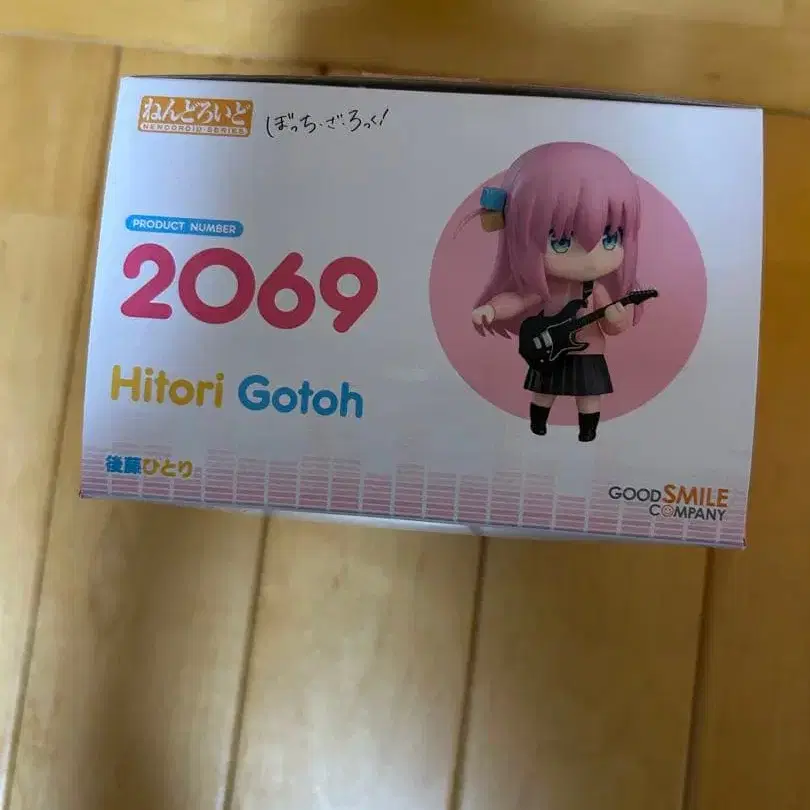 ねんどろいど
NENDOROID SERIES
ぼっち・ざ・ろっく!
PRODUCT NUMBER
2069
Hitori Gotoh
後藤ひとり
GOOD SMILE
COMPANY